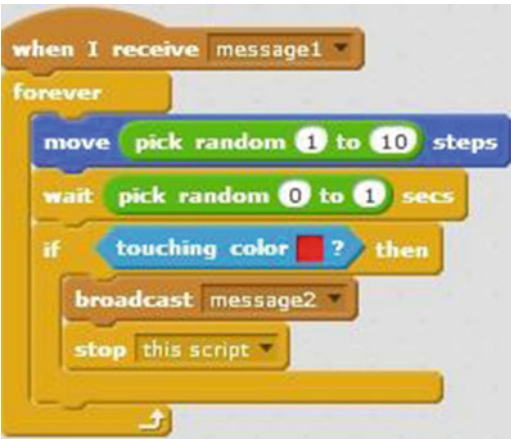 when I receive message1
forever
move pick random 1 to 10 steps
wait pick random 0 to 1 secs
if touching color ? then
broadcast message2
stop this script